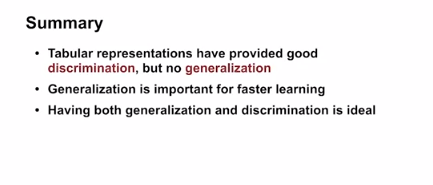 Summary
• Tabular representations have provided good
discrimination, but no generalization
• Generalization is important for faster learning
• Having both generalization and discrimination is ideal